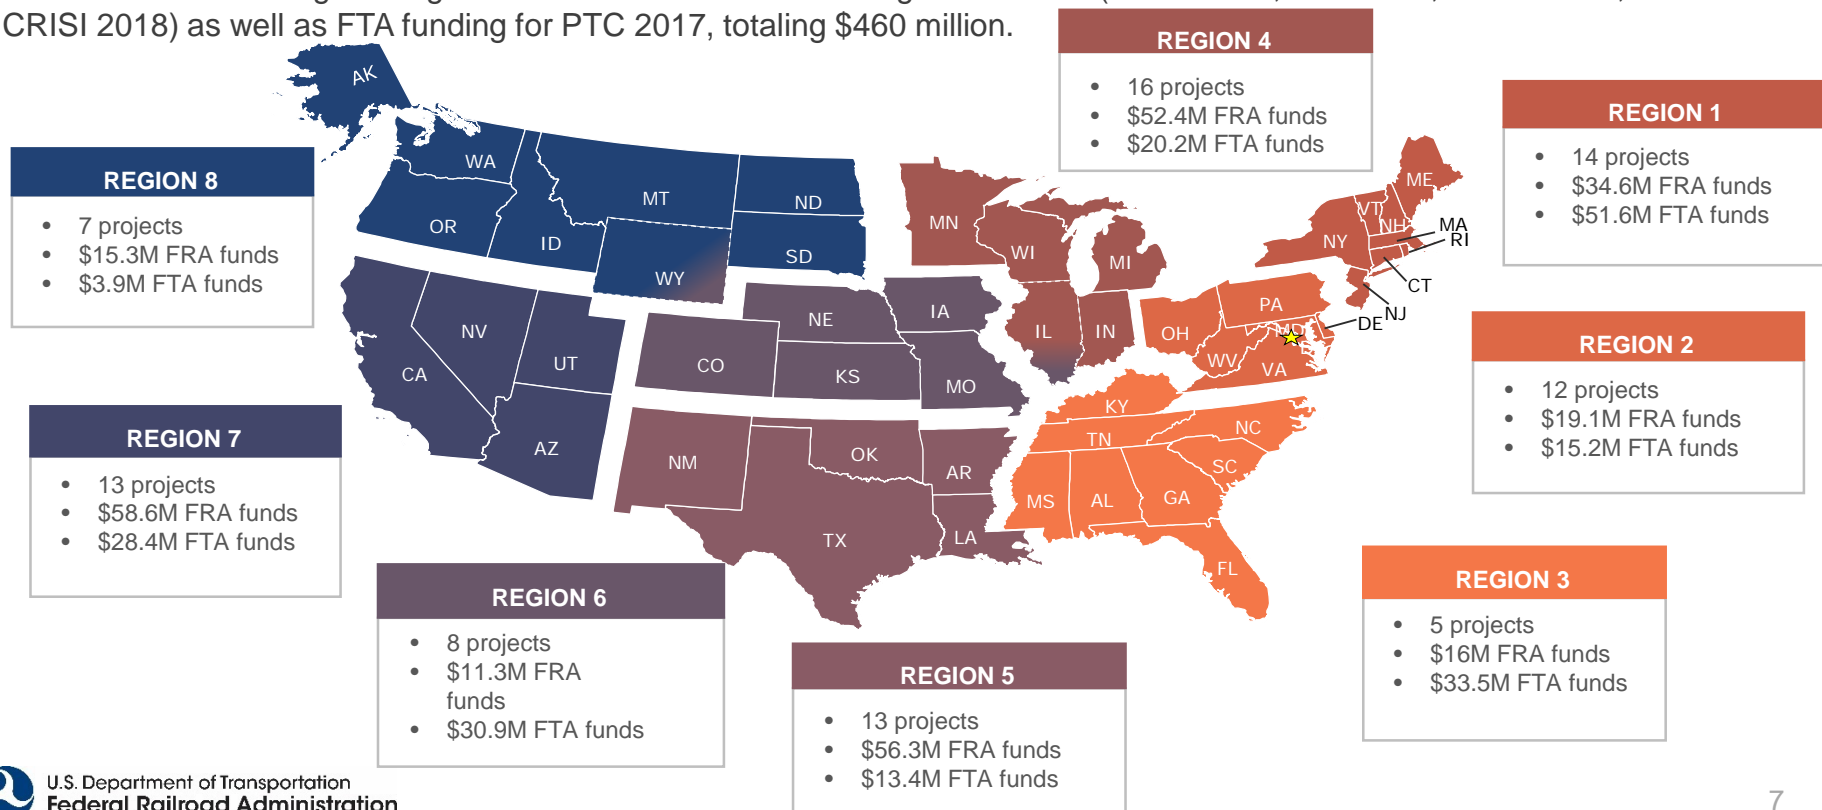 CRISI 2018) as well as FTA funding for PTC 2017, totaling $460 million.
REGION 4
• 16 projects
• $52.4M FRA funds
• $20.2M FTA funds
REGION 1
• 14 projects
• $34.6M FRA funds
• $51.6M FTA funds
REGION 8
• 7 projects
• $15.3M FRA funds
• $3.9M FTA funds
REGION 2
• 12 projects
• $19.1M FRA funds
• $15.2M FTA funds
REGION 7
• 13 projects
• $58.6M FRA funds
• $28.4M FTA funds
REGION 3
• 5 projects
• $16M FRA funds
• $33.5M FTA funds
REGION 6
• 8 projects
• $11.3M FRA
funds
• $30.9M FTA funds
REGION 5
• 13 projects
• $56.3M FRA funds
• $13.4M FTA funds
AK
WA
OR
ID
MT
WY
ND
SD
CA
NV
UT
AZ
CO
NE
KS
IA
MO
NM
OK
TX
AR
LA
MN
WI
MI
IL
IN
OH
PA
WV
VA
MD
DE
NJ
CT
RI
MA
NH
VT
ME
NY
KY
TN
NC
SC
MS
AL
GA
FL
U.S. Department of Transportation
Federal Railroad Administration
7